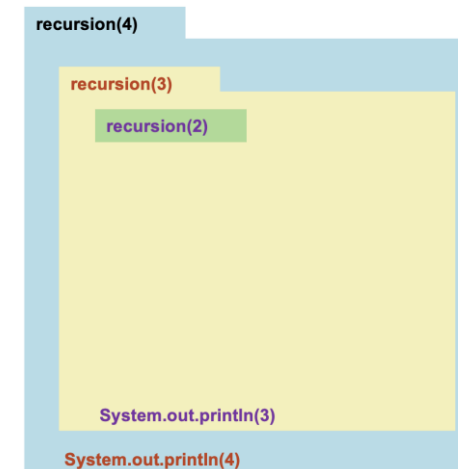 recursion(4)
recursion(3)
recursion(2)
System.out.println(3)
System.out.println(4)